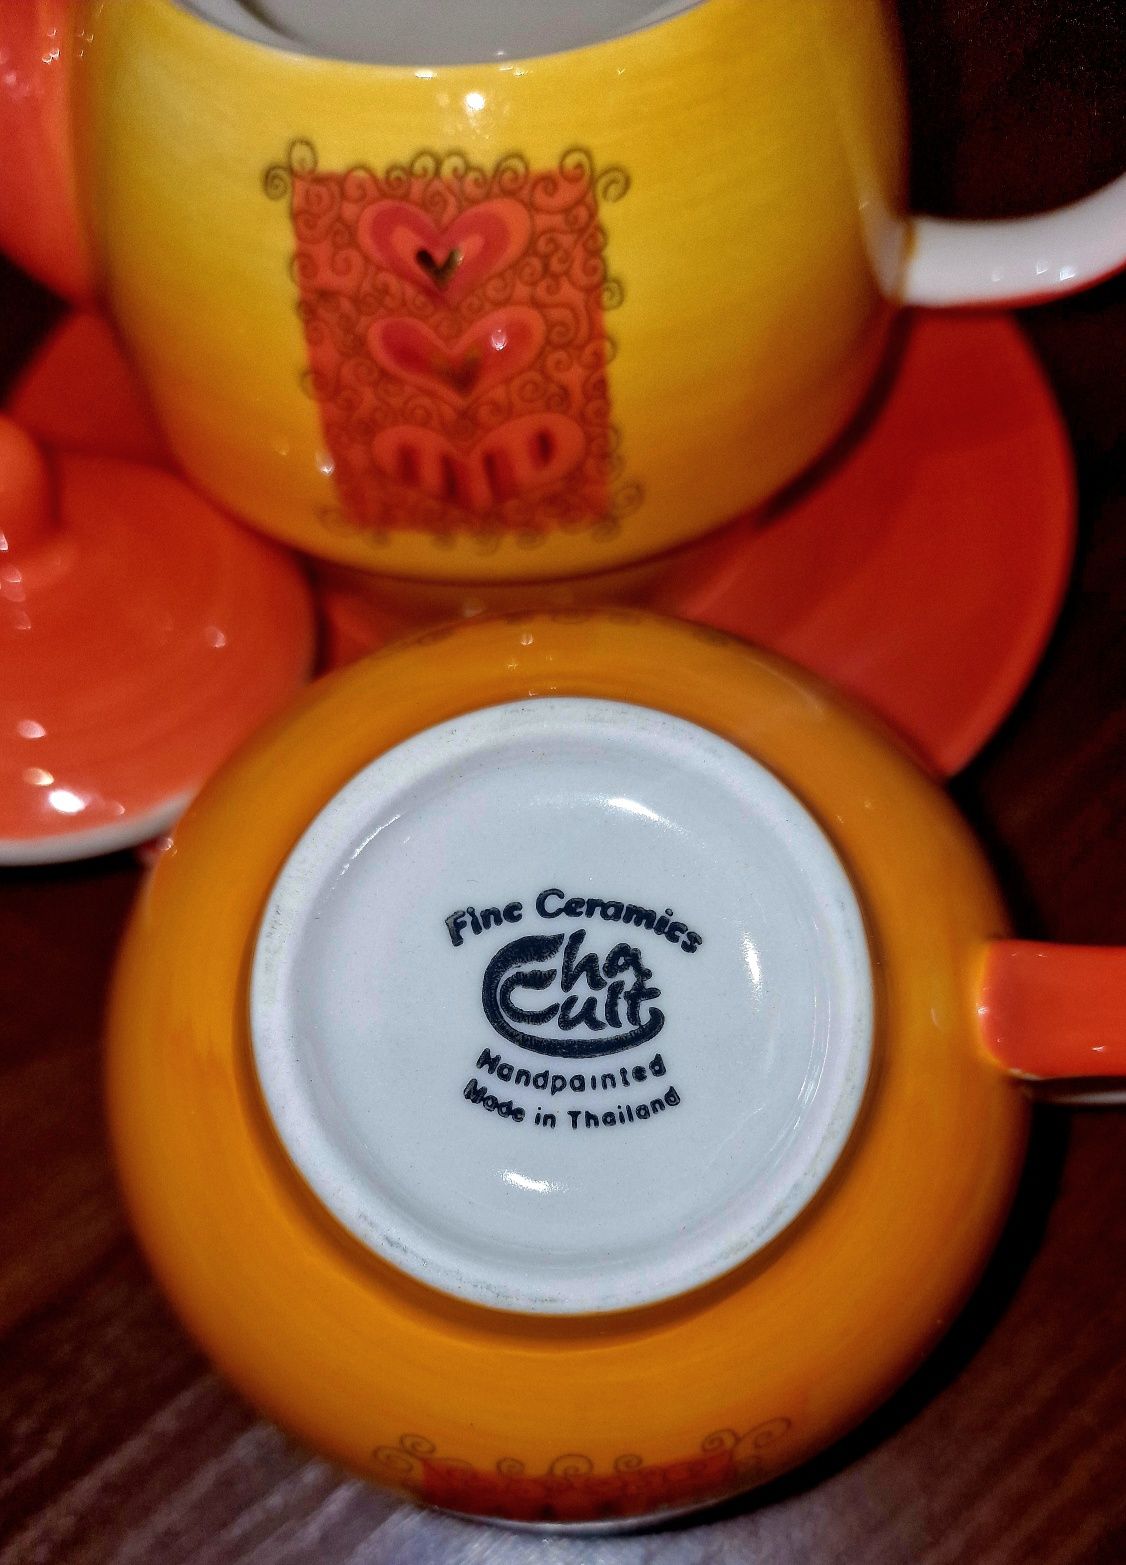 Fine Ceramics
Cha
Cult
Handpainted
Made in Thailand